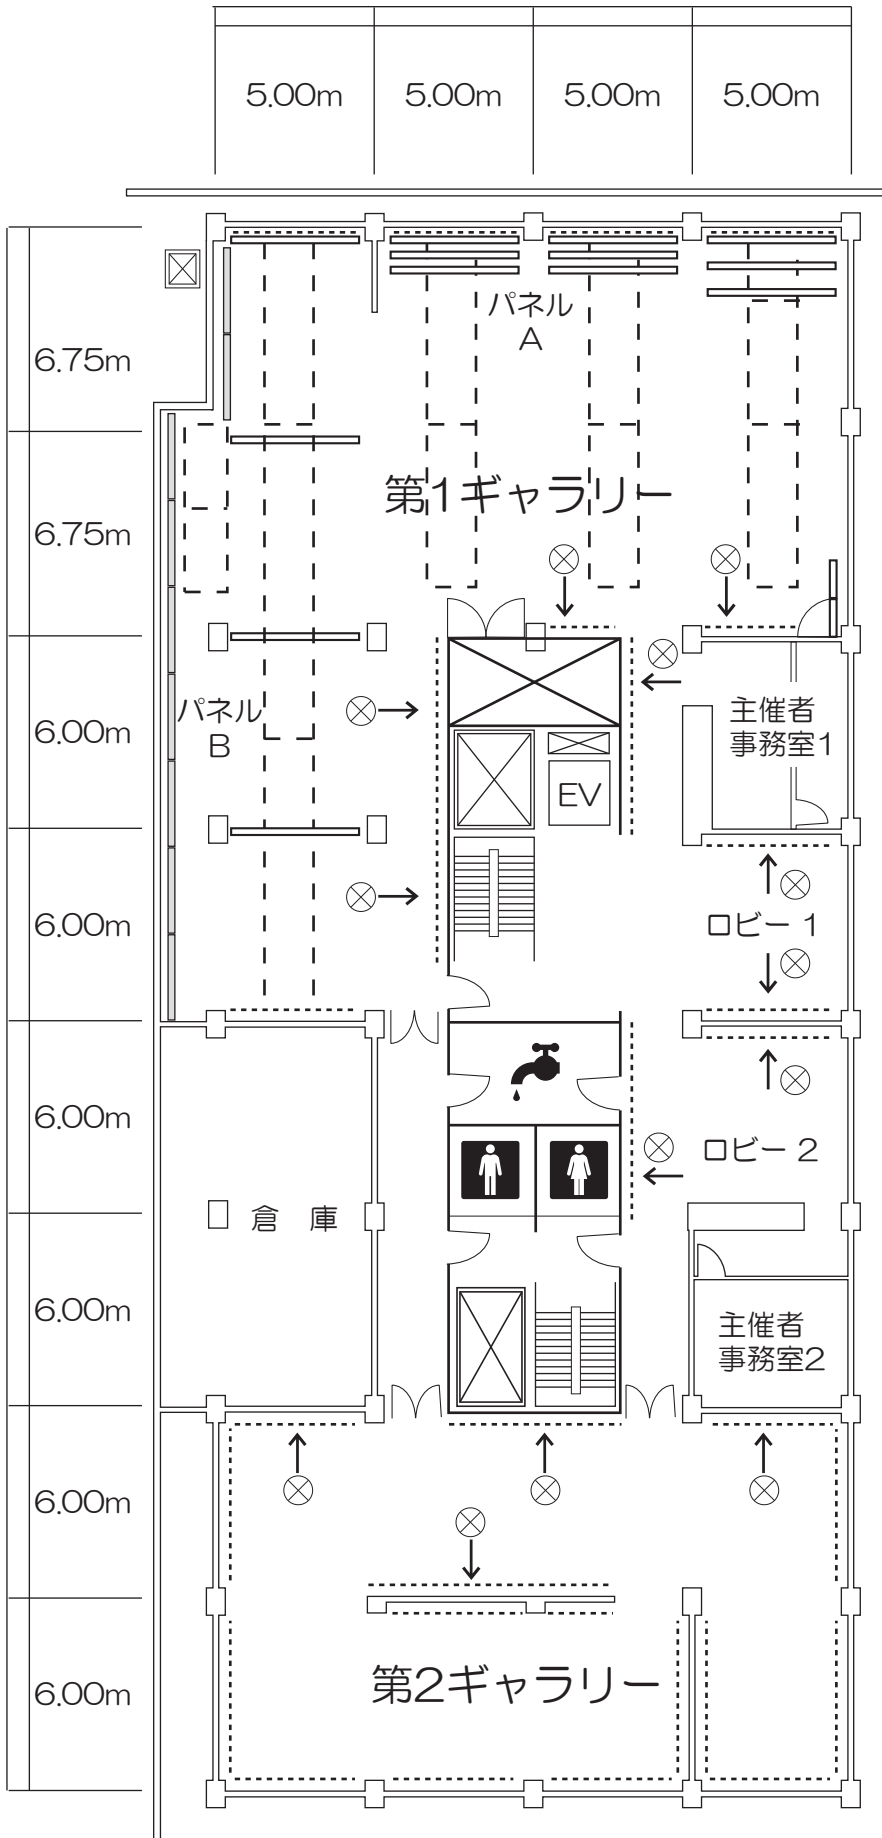 5.00m 5.00m 5.00m 5.00m
6.75m
パネル
A
第1ギャラリー
6.75m
6.00m
パネル
B
主催者
事務室1
EV
6.00m
ロビー 1
6.00m
ロビー 2
倉 庫
6.00m
主催者
事務室2
6.00m
第2ギャラリー
6.00m